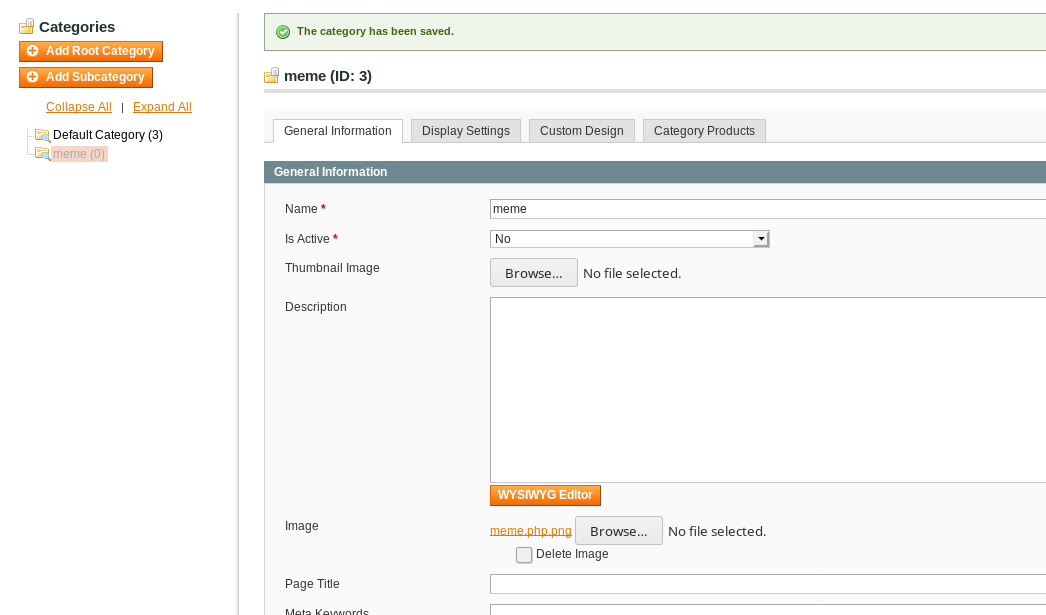 Categories
Add Root Category
Add Subcategory
Collapse All | Expand All
Default Category (3)
meme (0)
The category has been saved.
meme (ID: 3)
General Information
Display Settings
Custom Design
Category Products
General Information
Name *
meme
Is Active *
No
Thumbnail Image
Browse... No file selected.
Description
WYSIWYG Editor
Image
meme.php.png Browse... No file selected.
Delete Image
Page Title
Meta Keywords